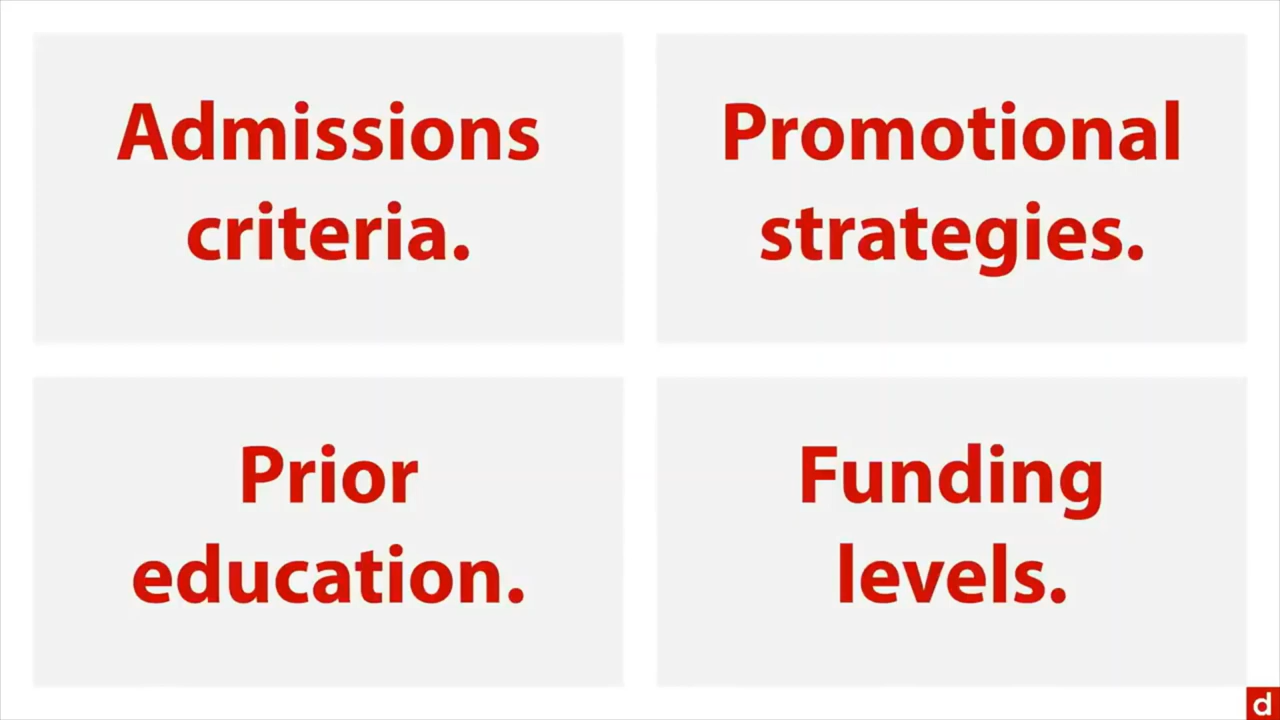 Admissions
criteria.
Promotional
strategies.
Prior
education.
Funding
levels.
d